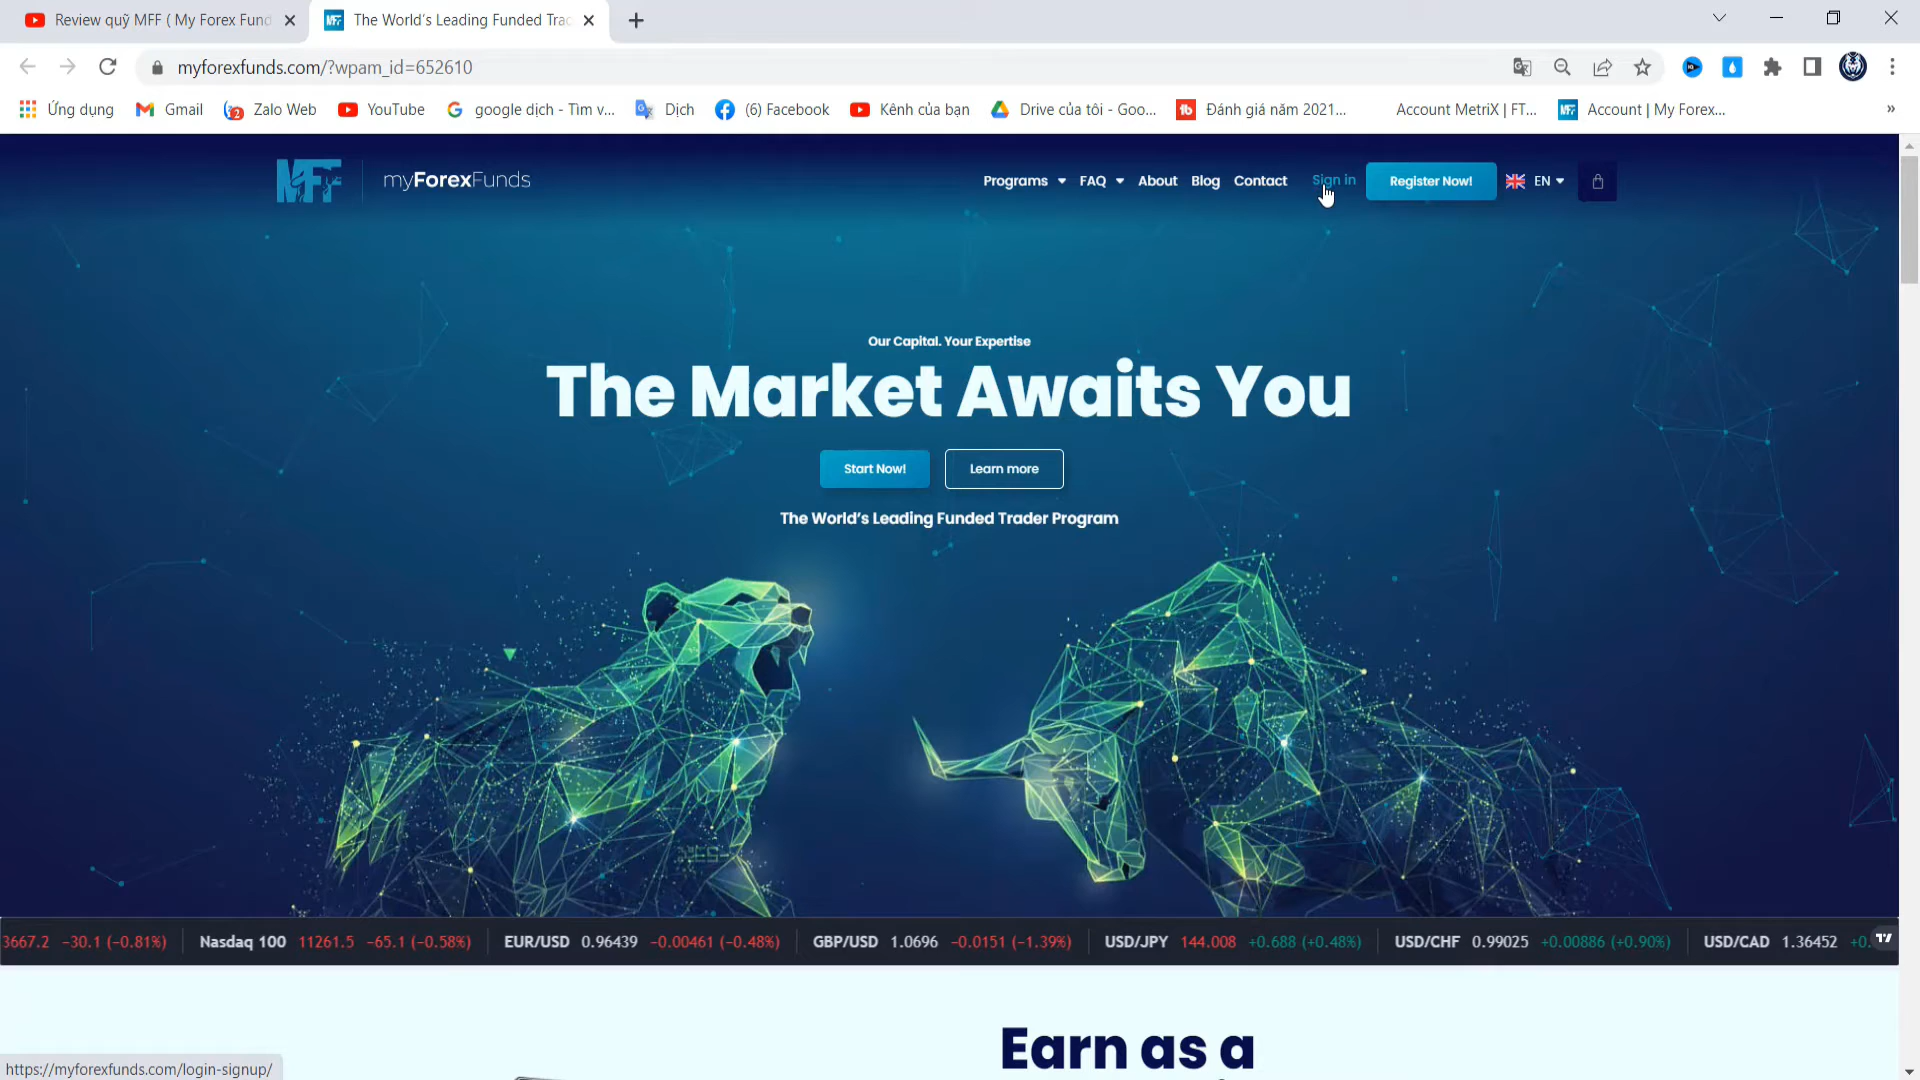 Review quỹ MFF ( My Forex Fund
The World's Leading Funded Tra
myforexfunds.com/?wpam_id=652610
Ứng dụng
Gmail
Zalo Web
YouTube
google dịch - Tìm v...
Dịch
(6) Facebook
Kênh của bạn
Drive của tôi - Goo...
Đánh giá năm 2021...
Account MetriX | FT...
Account | My Forex...
MFF
myForexFunds
Programs
FAQ
About
Blog
Contact
Sign in
Register Now!
EN
Our Capital. Your Expertise
The Market Awaits You
Start Now!
Learn more
The World's Leading Funded Trader Program
3667.2 −30.1 (−0.81%)
Nasdaq 100 11261.5 −65.1 (−0.58%)
EUR/USD 0.96439 −0.00461 (−0.48%)
GBP/USD 1.0696 −0.0151 (−1.39%)
USD/JPY 144.008 +0.688 (+0.48%)
USD/CHF 0.99025 +0.00886 (+0.90%)
USD/CAD 1.36452 +0.
Earn as a
https://myforexfunds.com/login-signup/